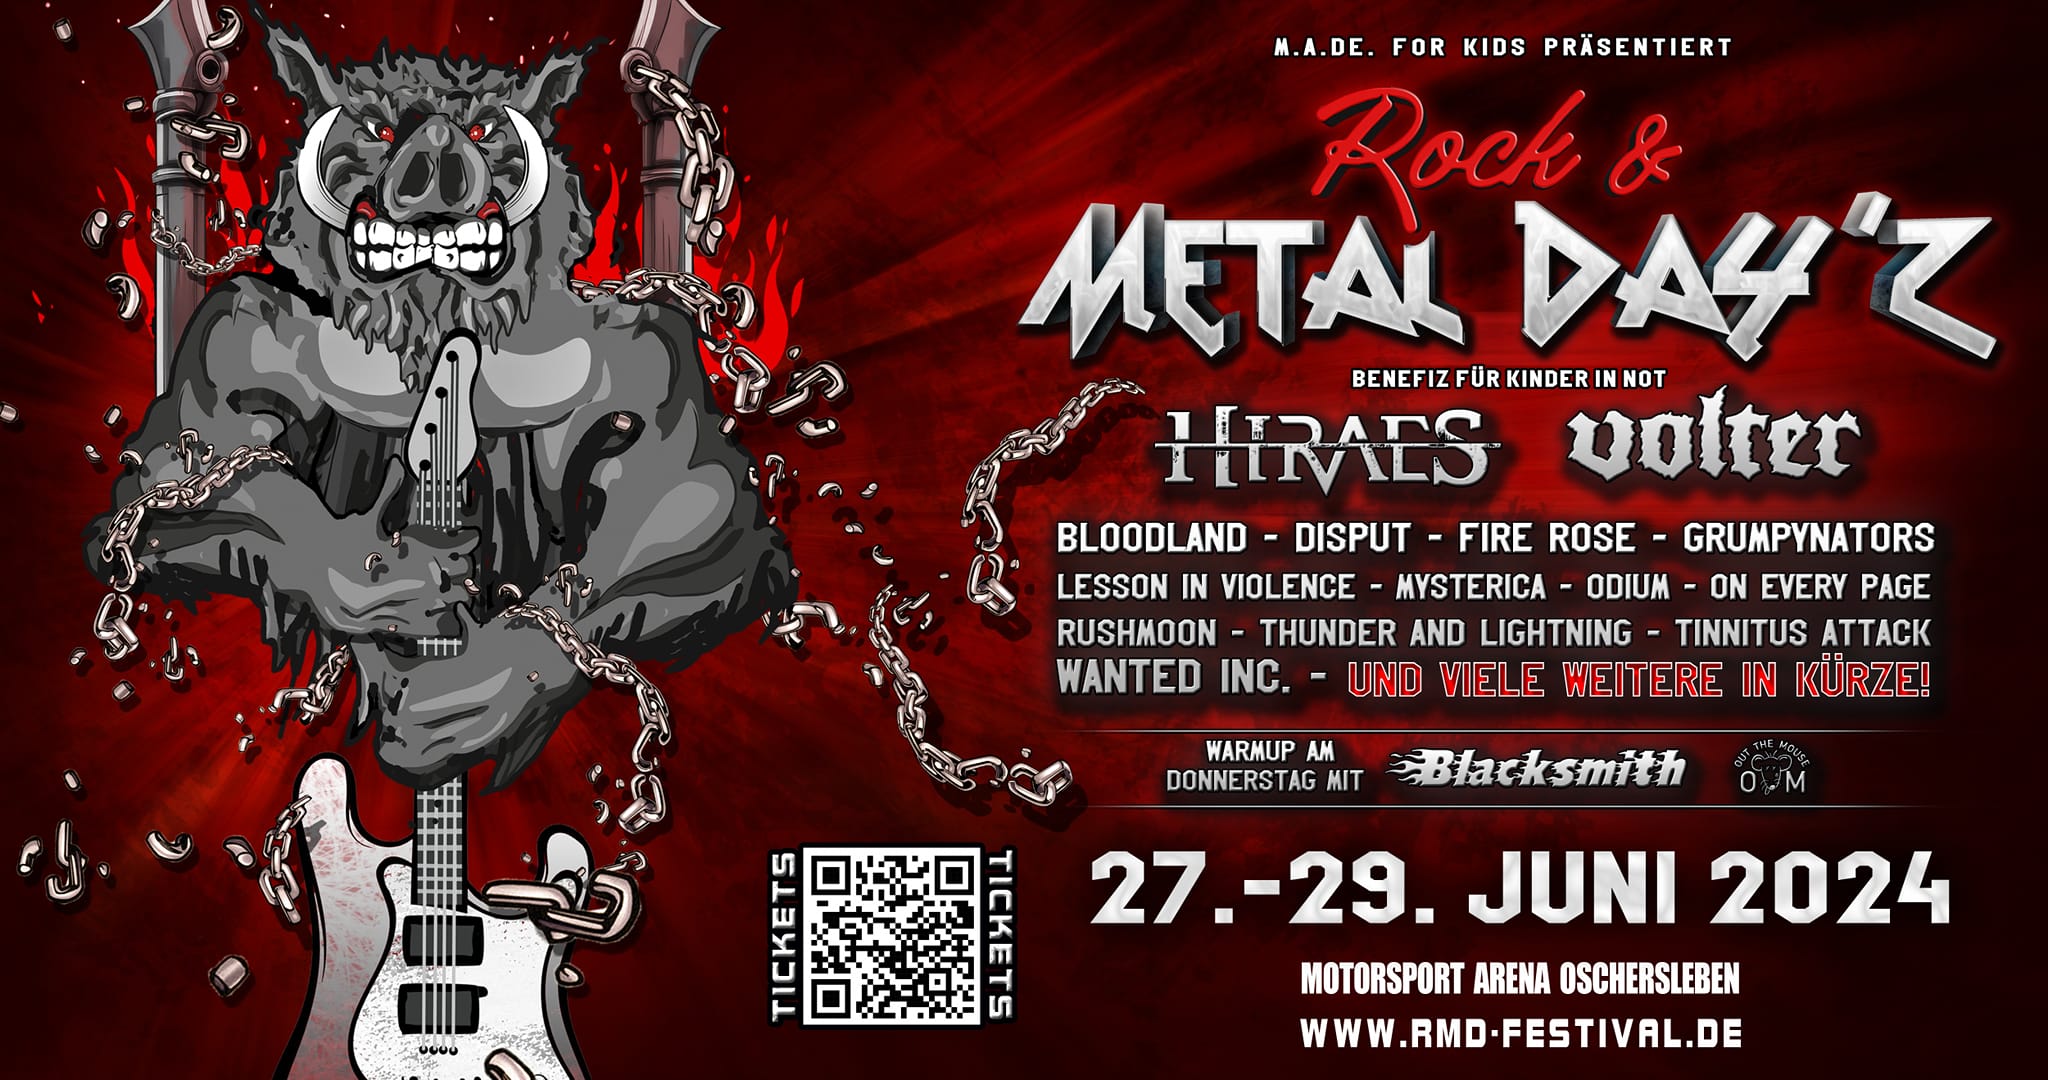 M.A.DE. FOR KIDS PRÄSENTIERT
Rock &
METAL DAY'Z
BENEFIZ FÜR KINDER IN NOT
HIRAES volter
BLOODLAND - DISPUT - FIRE ROSE - GRUMPYNATORS
LESSON IN VIOLENCE - MYSTERICA - ODIUM - ON EVERY PAGE
RUSHMOON - THUNDER AND LIGHTNING - TINNITUS ATTACK
WANTED INC. - UND VIELE WEITERE IN KÜRZE!
WARMUP AM
DONNERSTAG MIT
Blacksmith
OUT THE MOUSE
O M
TICKETS
TICKETS
27.-29. JUNI 2024
MOTORSPORT ARENA OSCHERSLEBEN
WWW.RMD-FESTIVAL.DE